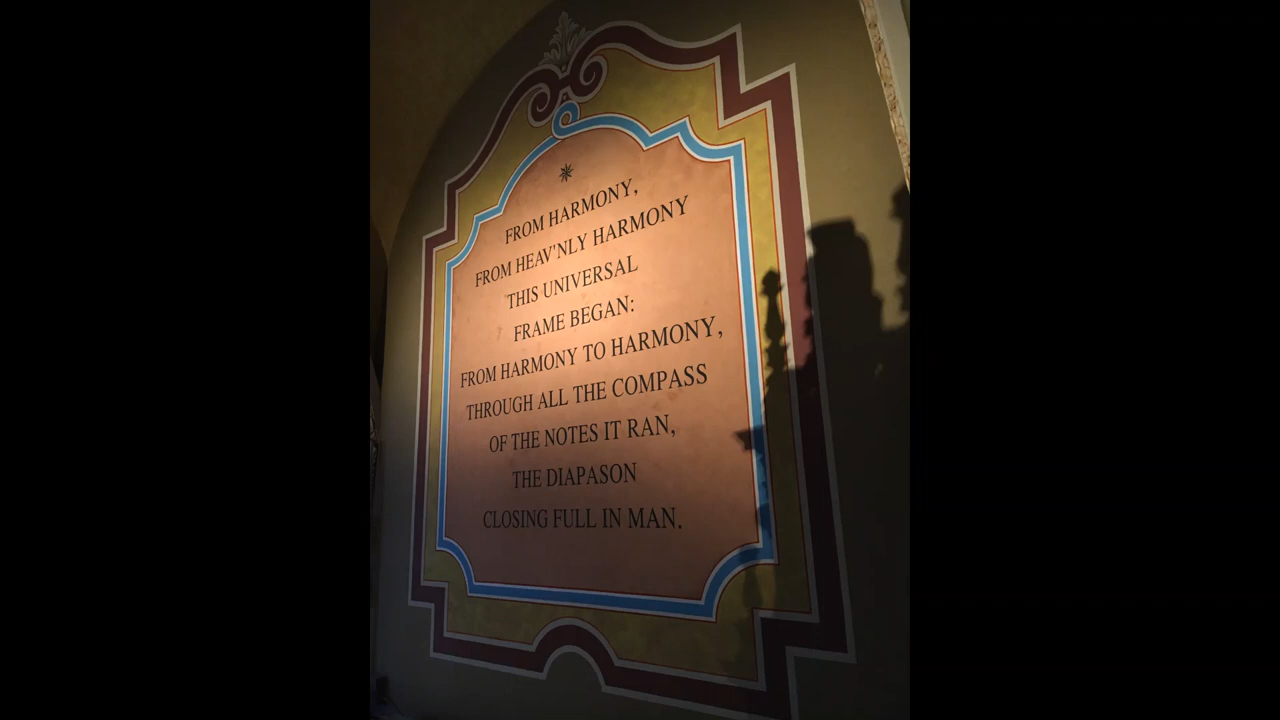 FROM HARMONY,
FROM HEAV'NLY HARMONY
THIS UNIVERSAL
FRAME BEGAN:
FROM HARMONY TO HARMONY,
THROUGH ALL THE COMPASS
OF THE NOTES IT RAN,
THE DIAPASON
CLOSING FULL IN MAN.